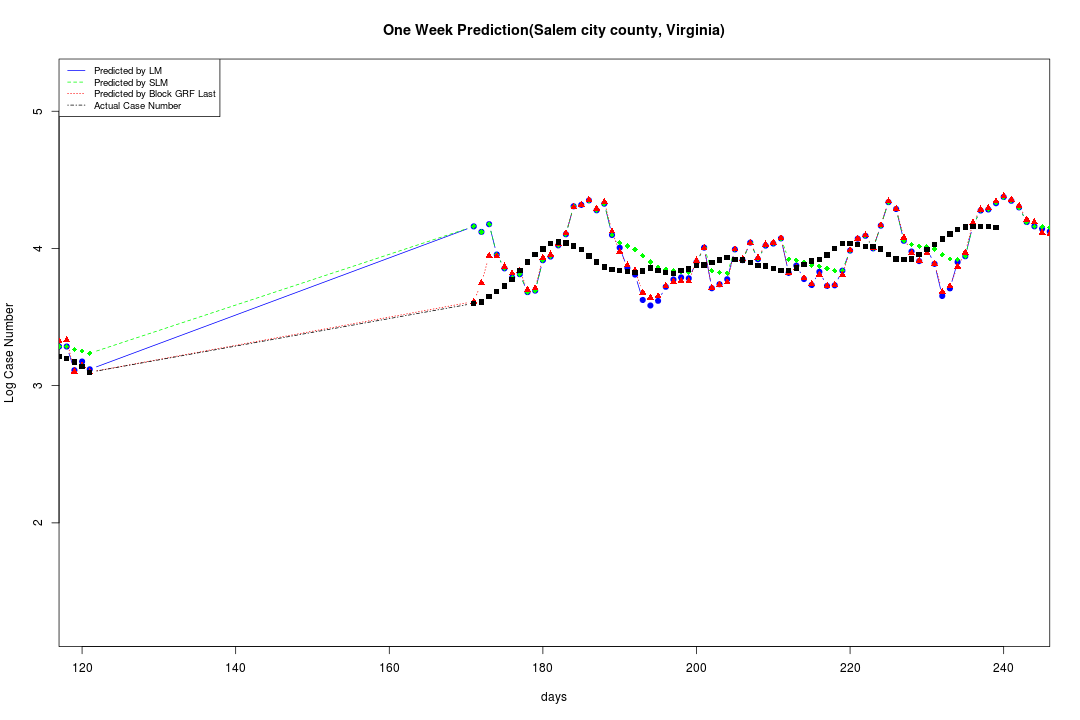 One Week Prediction(Salem city county, Virginia)
Predicted by LM
Predicted by SLM
Predicted by Block GRF Last
Actual Case Number
5
4
3
2
Log Case Number
120 140 160 180 200 220 240
days